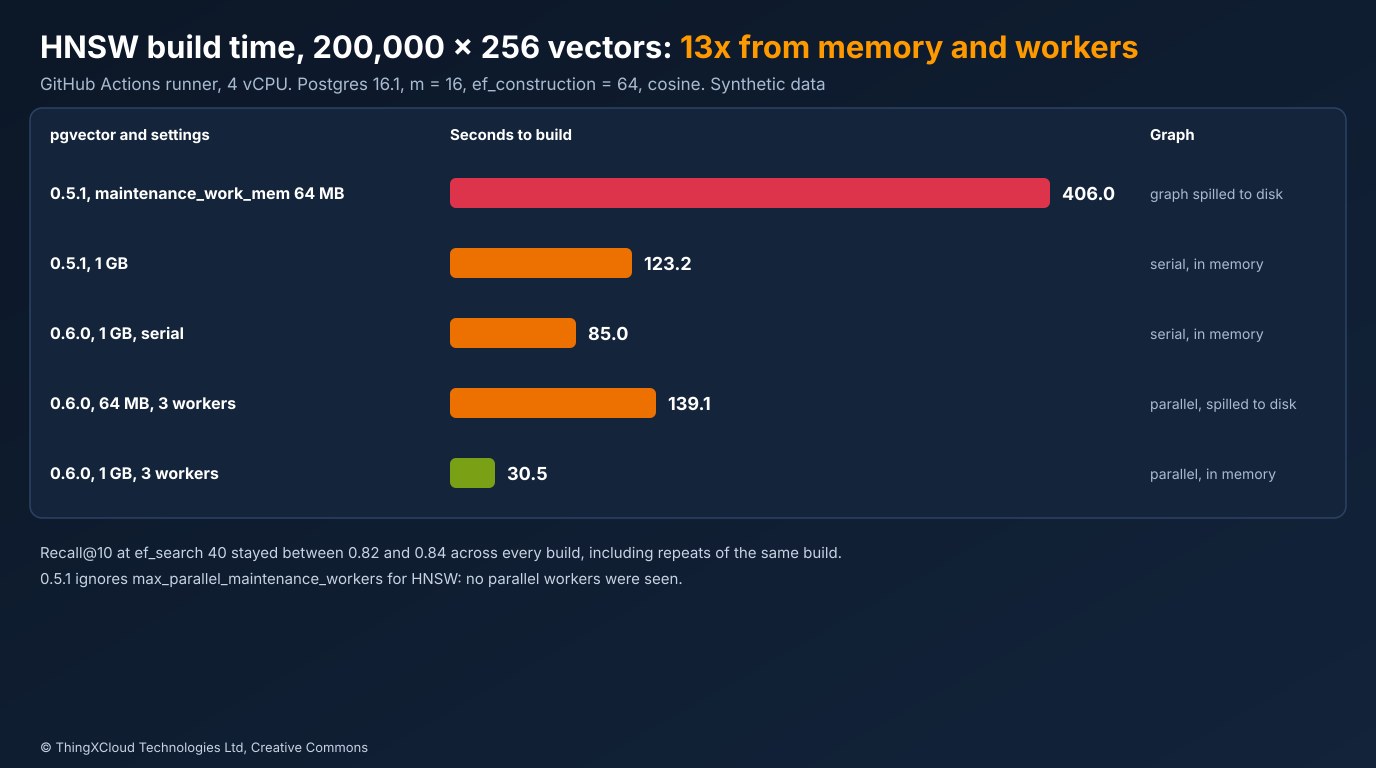 HNSW build time, 200,000 × 256 vectors: 13x from memory and workers
GitHub Actions runner, 4 vCPU. Postgres 16.1, m = 16, ef_construction = 64, cosine. Synthetic data
pgvector and settings Seconds to build Graph
0.5.1, maintenance_work_mem 64 MB 406.0 graph spilled to disk
0.5.1, 1 GB 123.2 serial, in memory
0.6.0, 1 GB, serial 85.0 serial, in memory
0.6.0, 64 MB, 3 workers 139.1 parallel, spilled to disk
0.6.0, 1 GB, 3 workers 30.5 parallel, in memory
Recall@10 at ef_search 40 stayed between 0.82 and 0.84 across every build, including repeats of the same build.
0.5.1 ignores max_parallel_maintenance_workers for HNSW: no parallel workers were seen.
© ThingXCloud Technologies Ltd, Creative Commons